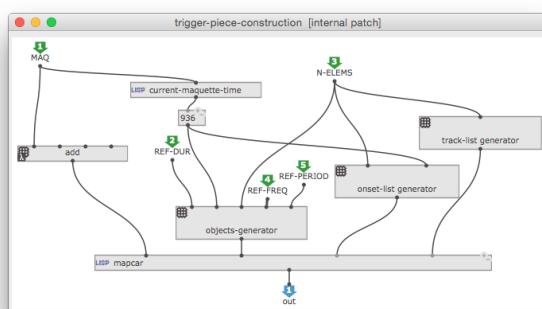 trigger-piece-construction [internal patch]
1
MAQ
3
N-ELEMS
LISP current-maquette-time
936
track-list generator
add
2
REF-DUR
4
REF-FREQ
5
REF-PERIOD
onset-list generator
objects-generator
LISP mapcar
1
out